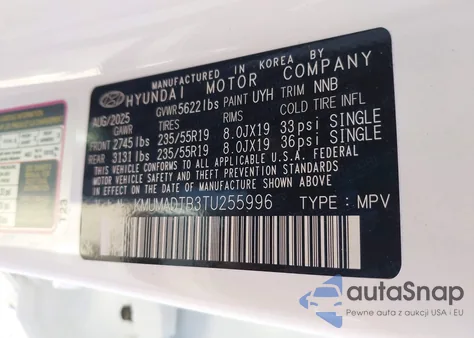 MANUFACTURED IN KOREA BY
HYUNDAI MOTOR COMPANY
AUG/2025 GVWR 5622lbs PAINT UYH TRIM NNB
GAWR TIRES RIMS COLD TIRE INFL
FRONT 2745lbs 235/55R19 8.0JX19 33psi SINGLE
REAR 3131lbs 235/55R19 8.0JX19 36psi SINGLE
THIS VEHICLE CONFORMS TO ALL APPLICABLE U.S.A. FEDERAL
MOTOR VEHICLE SAFETY AND THEFT PREVENTION STANDARDS
IN EFFECT ON THE DATE OF MANUFACTURE SHOWN ABOVE.
TYPE: MPV
123
autoSnap
Pewne auta z aukcji USA i EU